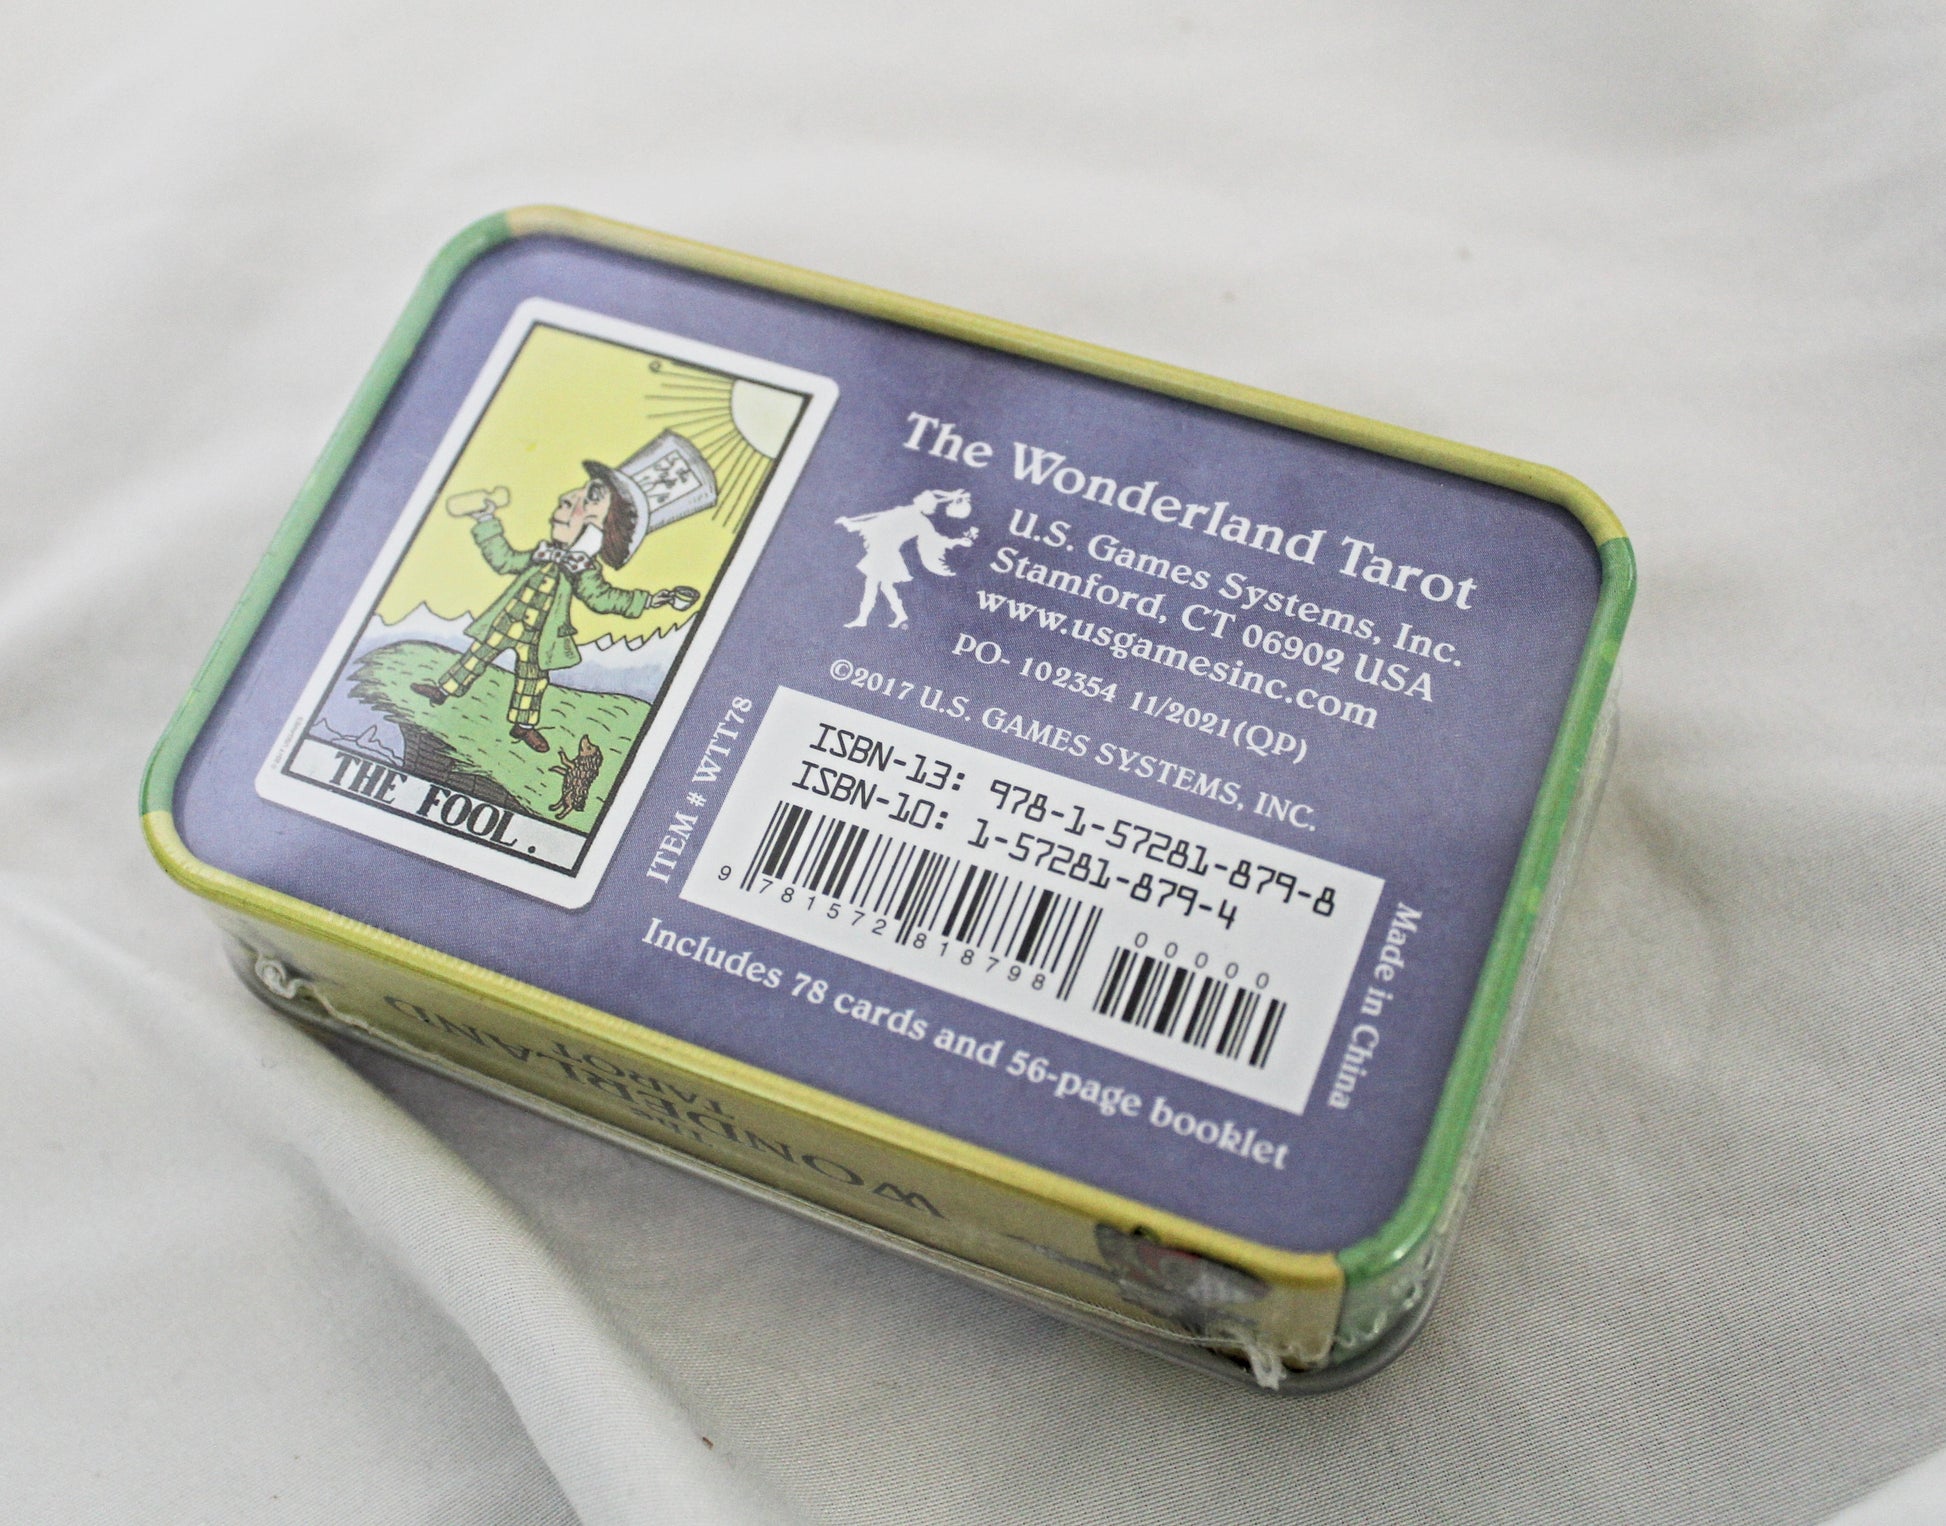 The Wonderland Tarot
U.S. Games Systems, Inc.
Stamford, CT 06902 USA
www.usgamesinc.com
PO- 102354 11/2021(QP)
©2017 U.S. GAMES SYSTEMS, INC.
ITEM # WTT78
ISBN-13: 978-1-57281-879-8
ISBN-10: 1-57281-879-4
9 781572 818798
00000
Made in China
Includes 78 cards and 56-page booklet
THE FOOL.
THE
WONDERLAND
TAROT